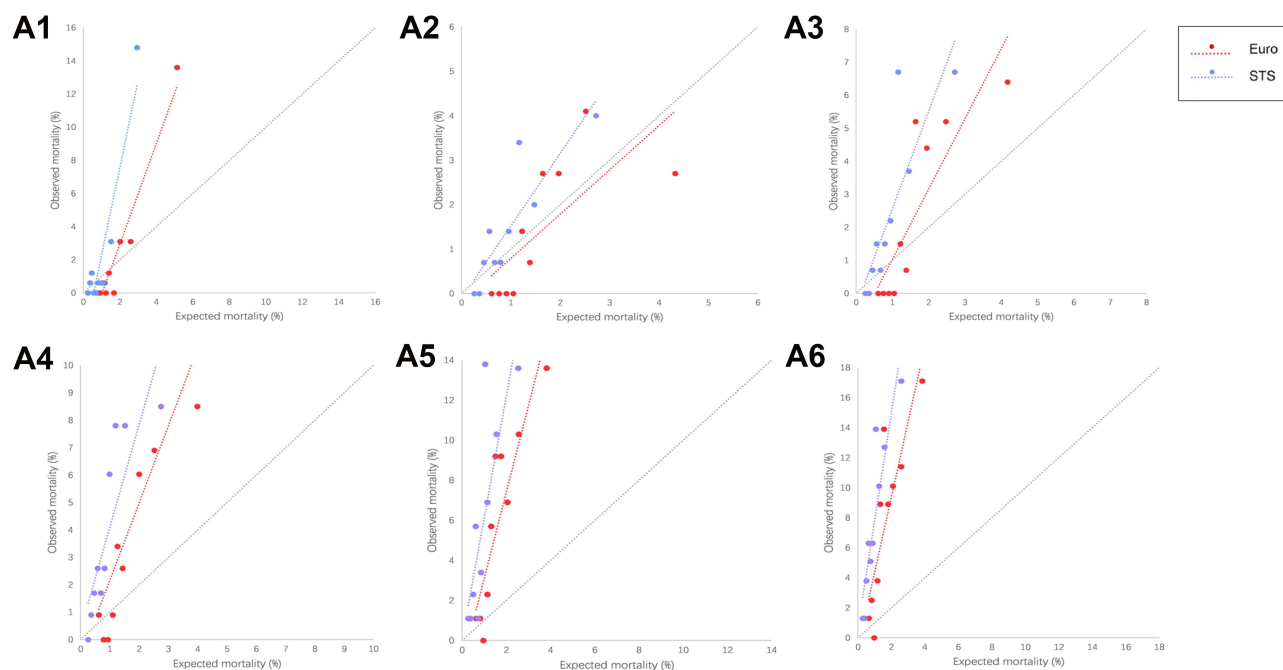 A1
16
14
12
10
8
6
4
2
0
Observed mortality (%)
0 2 4 6 8 10 12 14 16
Expected mortality (%)
A2
6
5
4
3
2
1
0
Observed mortality (%)
0 1 2 3 4 5 6
Expected mortality (%)
A3
8
7
6
5
4
3
2
1
0
Observed mortality (%)
0 1 2 3 4 5 6 7 8
Expected mortality (%)
Euro
STS
A4
10
9
8
7
6
5
4
3
2
1
0
Observed mortality (%)
0 1 2 3 4 5 6 7 8 9 10
Expected mortality (%)
A5
14
12
10
8
6
4
2
0
Observed mortality (%)
0 2 4 6 8 10 12 14
Expected mortality (%)
A6
18
16
14
12
10
8
6
4
2
0
Observed mortality (%)
0 2 4 6 8 10 12 14 16 18
Expected mortality (%)